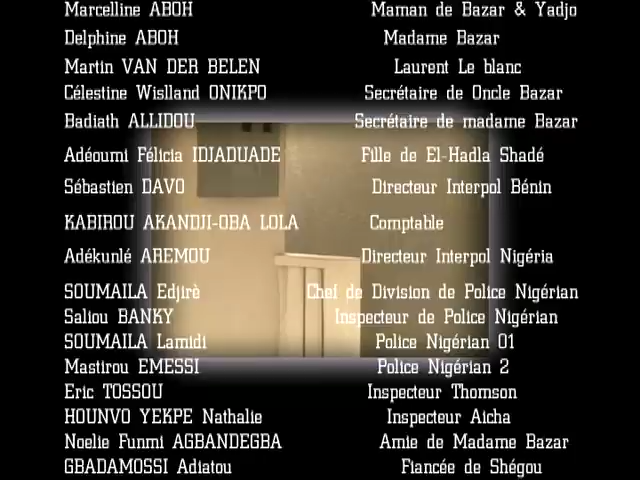 Marcelline ABOH Maman de Bazar & Yadjo
Delphine ABOH Madame Bazar
Martin VAN DER BELEN Laurent Le blanc
Célestine Wislland ONIKPO Secrétaire de Oncle Bazar
Badiath ALLIDOU Secrétaire de madame Bazar
Adéoumi Félicia IDJADUADE Fille de El-Hadla Shadé
Sébastien DAVO Directeur Interpol Bénin
KABIROU AKANDJI-OBA LOLA Comptable
Adékunlé AREMOU Directeur Interpol Nigéria
SOUMAILA Edjirè Chef de Division de Police Nigérian
Saliou BANKY Inspecteur de Police Nigérian
SOUMAILA Lamidi Police Nigérian 01
Mastirou EMESSI Police Nigérian 2
Eric TOSSOU Inspecteur Thomson
HOUNVO YEKPE Nathalie Inspecteur Aicha
Noelie Funmi AGBANDEGBA Amie de Madame Bazar
GBADAMOSSI Adiatou Fiancée de Shégou